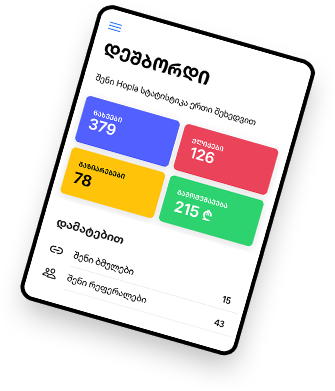 დეშბორდი
შენი Hopla სტატისტიკა ერთი შეხედვით
ნახვები
379
კლიკები
126
გაზიარებები
78
გამომუშავება
215 ₾
დამატებით
შენი ბმულები 15
შენი რეფერალები 43